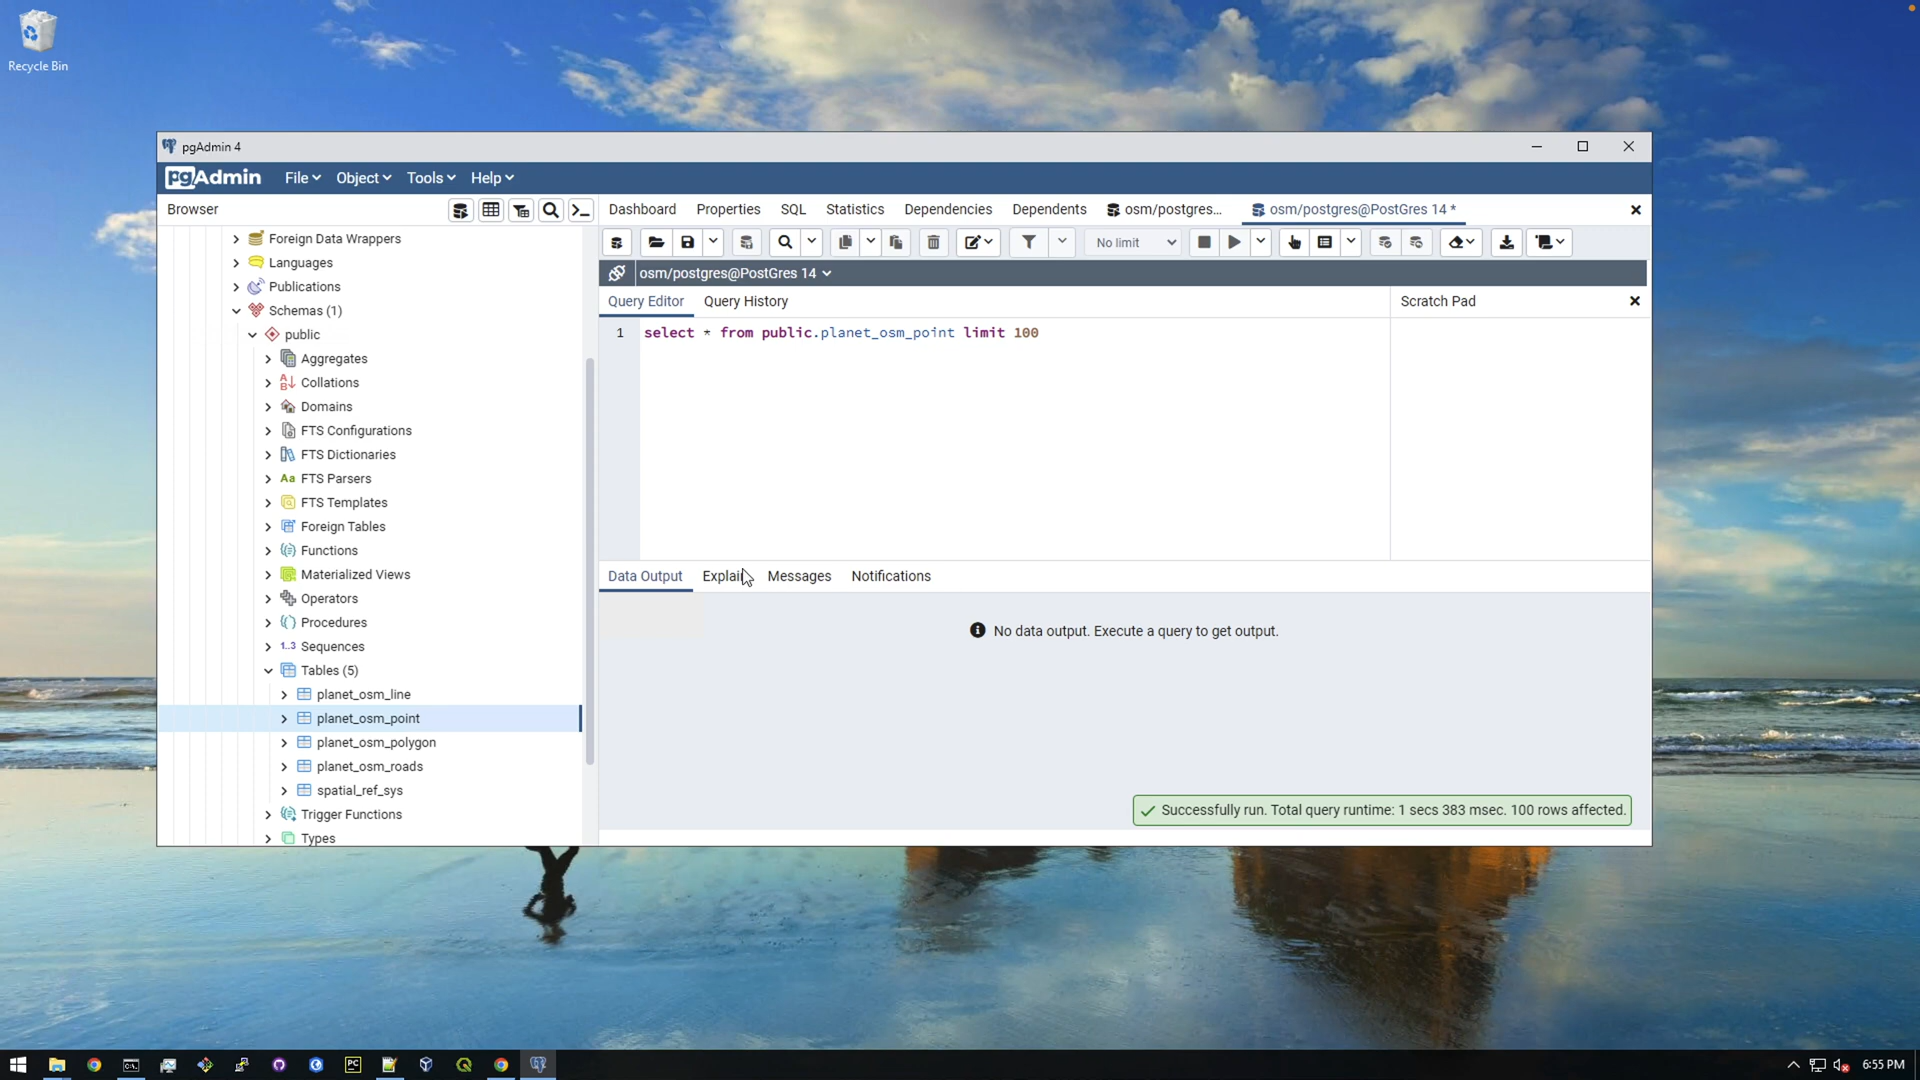 Recycle Bin
pgAdmin 4
pgAdmin File Object Tools Help
Browser
Dashboard Properties SQL Statistics Dependencies Dependents osm/postgres... osm/postgres@PostGres 14 *
No limit
osm/postgres@PostGres 14
Query Editor Query History
Scratch Pad
1 select * from public.planet_osm_point limit 100
Foreign Data Wrappers
Languages
Publications
Schemas (1)
public
Aggregates
Collations
Domains
FTS Configurations
FTS Dictionaries
Aa FTS Parsers
FTS Templates
Foreign Tables
Functions
Materialized Views
Operators
Procedures
1..3 Sequences
Tables (5)
planet_osm_line
planet_osm_point
planet_osm_polygon
planet_osm_roads
spatial_ref_sys
Trigger Functions
Types
Data Output Explain Messages Notifications
No data output. Execute a query to get output.
Successfully run. Total query runtime: 1 secs 383 msec. 100 rows affected.
6:55 PM